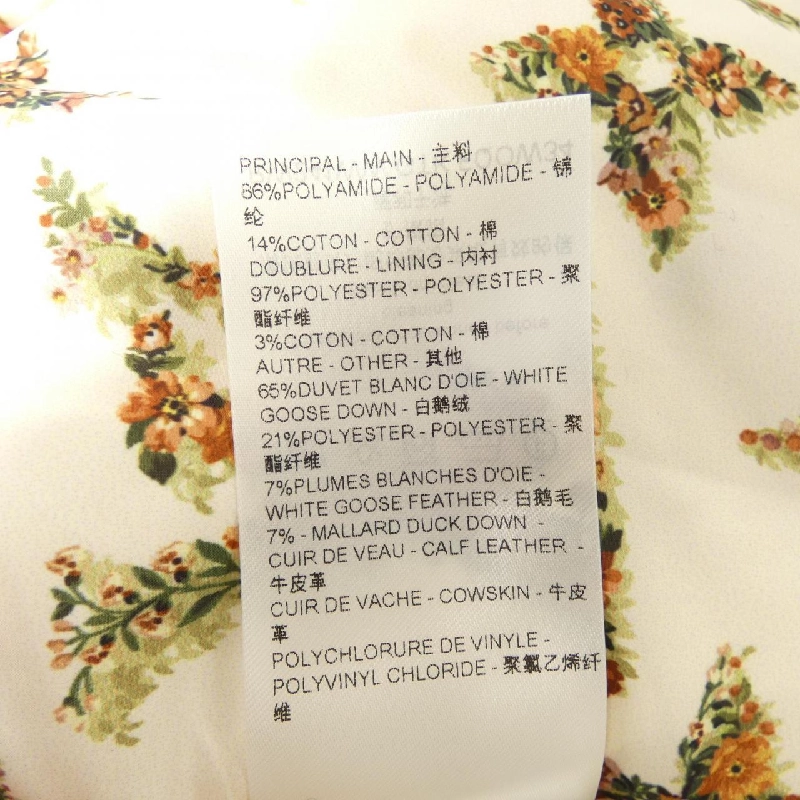 PRINCIPAL - MAIN - 主料
86%POLYAMIDE - POLYAMIDE - 锦
纶
14%COTON - COTTON - 棉
DOUBLURE - LINING - 内衬
97%POLYESTER - POLYESTER - 聚
酯纤维
3%COTON - COTTON - 棉
AUTRE - OTHER - 其他
65%DUVET BLANC D'OIE - WHITE
GOOSE DOWN - 白鹅绒
21%POLYESTER - POLYESTER - 聚
酯纤维
7%PLUMES BLANCHES D'OIE -
WHITE GOOSE FEATHER - 白鹅毛
7% - MALLARD DUCK DOWN -
CUIR DE VEAU - CALF LEATHER -
牛皮革
CUIR DE VACHE - COWSKIN - 牛皮
革
POLYCHLORURE DE VINYLE -
POLYVINYL CHLORIDE - 聚氯乙烯纤
维